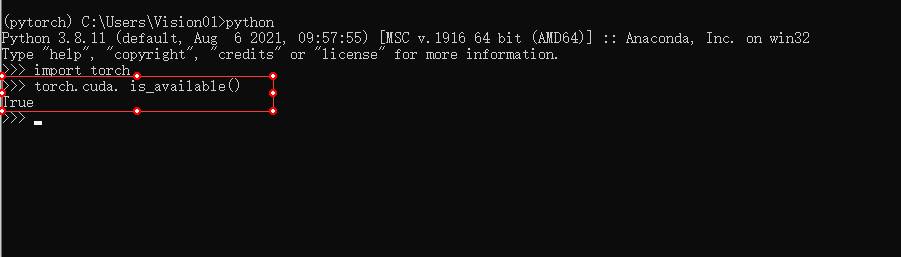 (pytorch) C:\Users\Vision01>python
Python 3.8.11 (default, Aug  6 2021, 09:57:55) [MSC v.1916 64 bit (AMD64)] :: Anaconda, Inc. on win32
Type "help", "copyright", "credits" or "license" for more information.
>>> import torch
>>> torch.cuda. is_available()
True
>>>